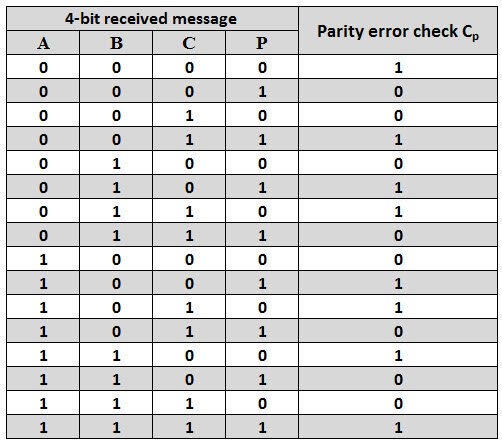 4-bit received message Parity error check Cp
A B C P
0 0 0 0 1
0 0 0 1 0
0 0 1 0 0
0 0 1 1 1
0 1 0 0 0
0 1 0 1 1
0 1 1 0 1
0 1 1 1 0
1 0 0 0 0
1 0 0 1 1
1 0 1 0 1
1 0 1 1 0
1 1 0 0 1
1 1 0 1 0
1 1 1 0 0
1 1 1 1 1